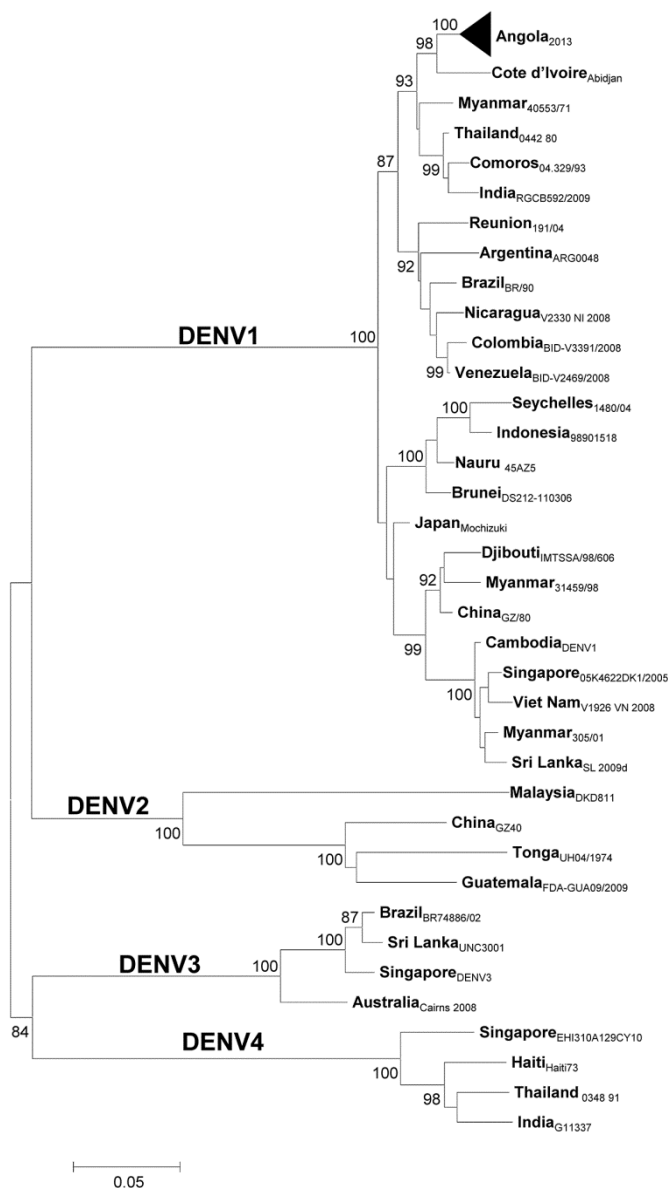 100
98
Angola2013
Cote d'IvoireAbidjan
93
Myanmar40553/71
Thailand0442 80
87
Comoros04.329/93
99
IndiaRGCB592/2009
Reunion191/04
92
ArgentinaARG0048
BrazilBR/90
NicaraguaV2330 NI 2008
DENV1
100
ColombiaBID-V3391/2008
99
VenezuelaBID-V2469/2008
100
Seychelles1480/04
Indonesia98901518
100
Nauru 45AZ5
BruneiDS212-110306
JapanMochizuki
DjiboutiIMTSSA/98/606
92
Myanmar31459/98
ChinaGZ/80
99
CambodiaDENV1
SingaporeO5K4622DK1/2005
100
Viet NamV1926 VN 2008
Myanmar305/01
Sri LankaSL 2009d
DENV2
MalaysiaDKD811
100
ChinaGZ40
TongaUH04/1974
100
GuatemalaFDA-GUA09/2009
87
BrazilBR74886/02
100
Sri LankaUNC3001
DENV3
100
SingaporeDENV3
AustraliaCairns 2008
84
DENV4
SingaporeEHI310A129CY10
100
HaitiHaiti73
98
Thailand 0348 91
IndiaG11337
0.05